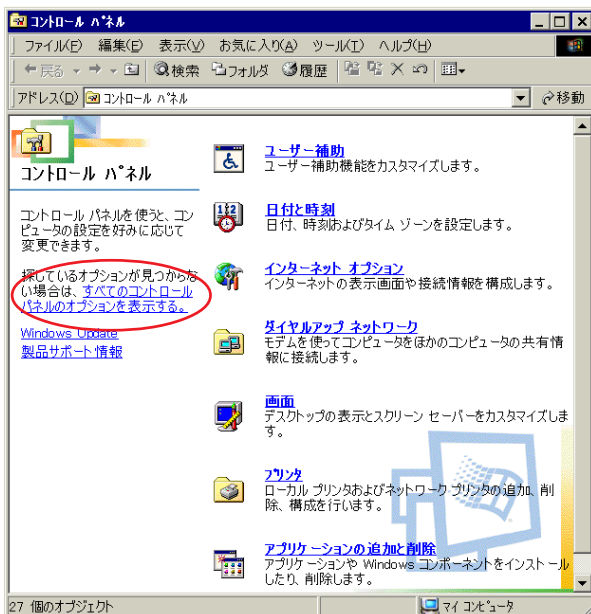 コントロール パネル
ファイル(F) 編集(E) 表示(V) お気に入り(A) ツール(T) ヘルプ(H)
戻る 検索 フォルダ 履歴
アドレス(D) コントロール パネル 移動
コントロール パネル
コントロール パネルを使うと、コン
ピュータの設定を好みに応じて
変更できます。
探しているオプションが見つからな
い場合は、すべてのコントロール
パネルのオプションを表示する。
Windows Update
製品サポート情報
ユーザー補助
ユーザー補助機能をカスタマイズします。
日付と時刻
日付、時刻およびタイム ゾーンを設定します。
インターネット オプション
インターネットの表示画面や接続情報を構成します。
ダイヤルアップ ネットワーク
モデムを使ってコンピュータをほかのコンピュータの共有情
報に接続します。
画面
デスクトップの表示とスクリーン セーバーをカスタマイズしま
す。
プリンタ
ローカル プリンタおよびネットワーク プリンタの追加、削
除、構成を行います。
アプリケーションの追加と削除
アプリケーションや Windows コンポーネントをインストール
したり、削除します。
27 個のオブジェクト マイ コンピュータ